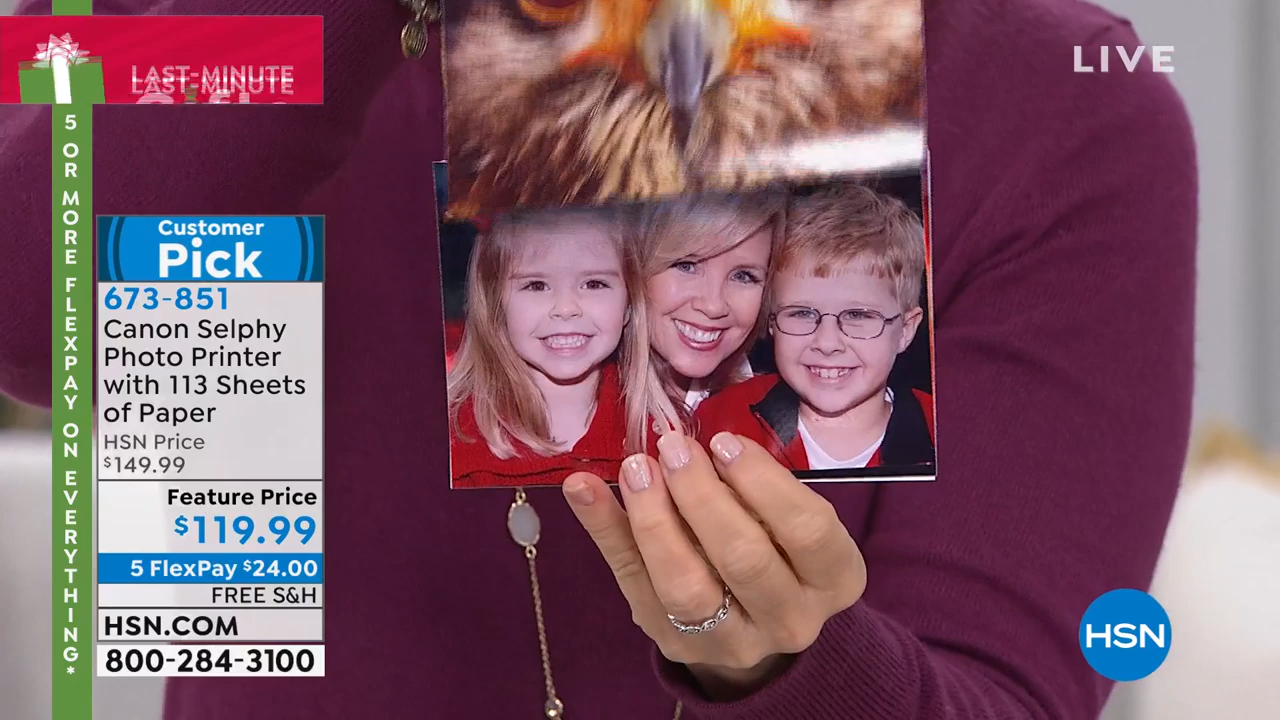 LAST-MINUTE
LAST-MINUTE
5 OR MORE FLEXPAY ON EVERYTHING*
LIVE
Customer
Pick
673-851
Canon Selphy
Photo Printer
with 113 Sheets
of Paper
HSN Price
$149.99
Feature Price
$119.99
5 FlexPay $24.00
FREE S&H
HSN.COM
800-284-3100
HSN